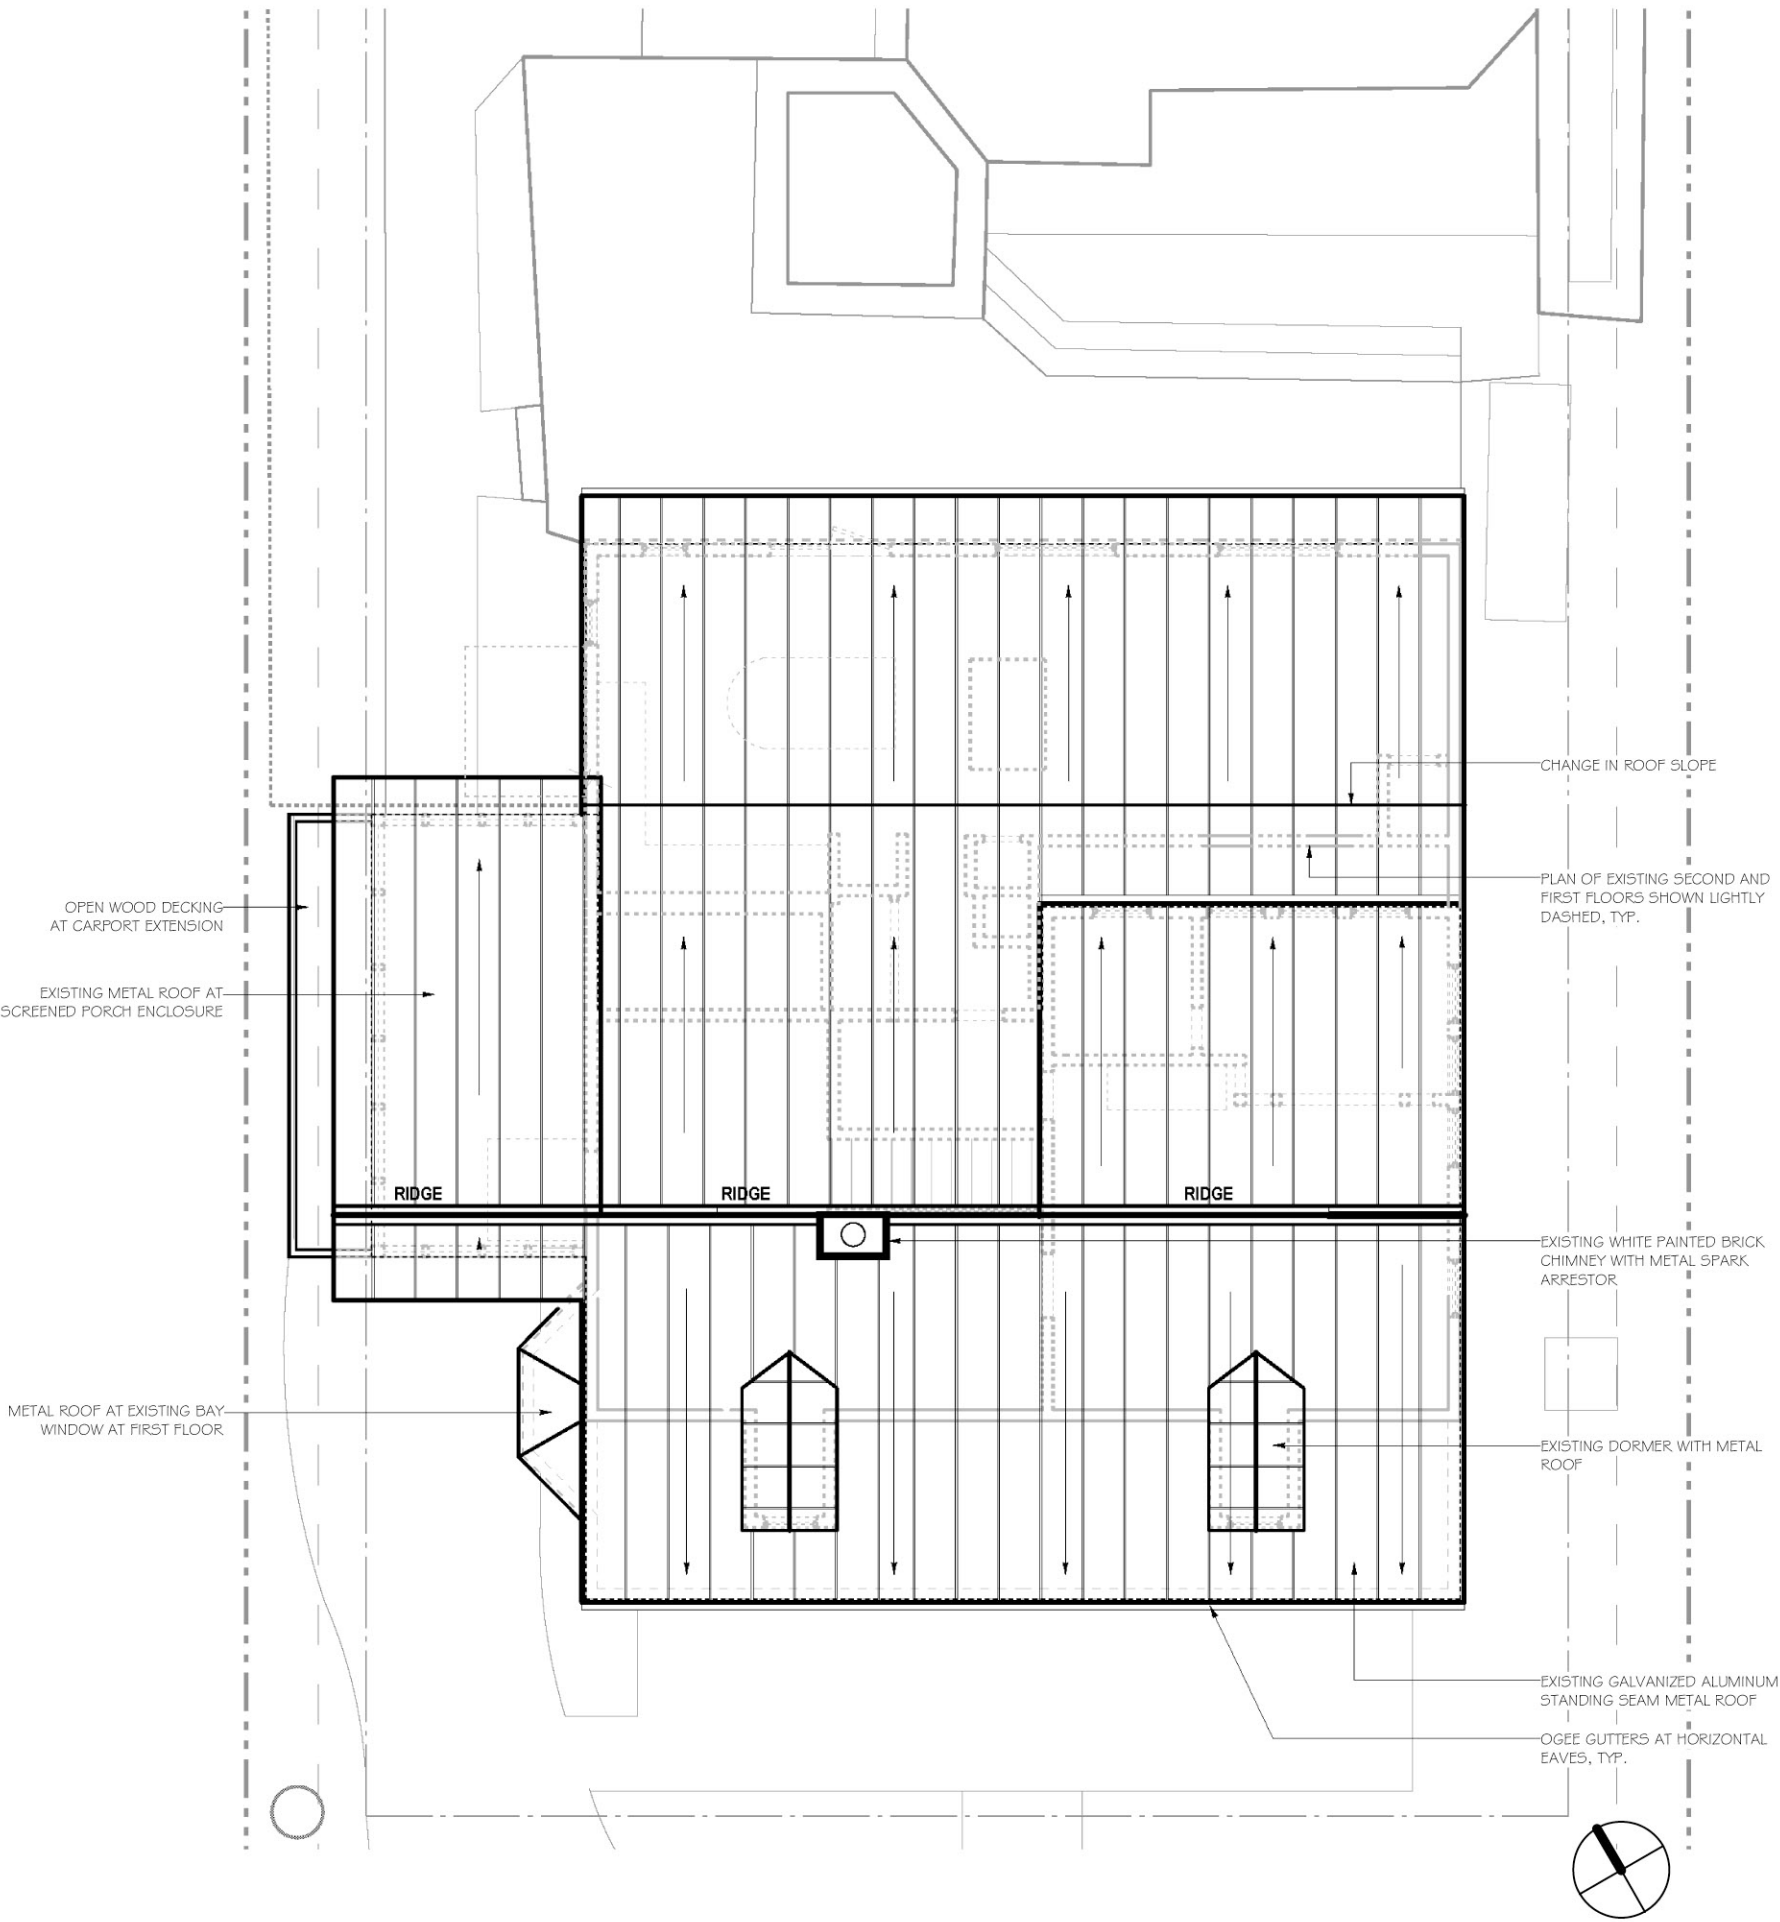 CHANGE IN ROOF SLOPE
PLAN OF EXISTING SECOND AND
FIRST FLOORS SHOWN LIGHTLY
DASHED, TYP.
OPEN WOOD DECKING
AT CARPORT EXTENSION
EXISTING METAL ROOF AT
SCREENED PORCH ENCLOSURE
RIDGE
RIDGE
RIDGE
EXISTING WHITE PAINTED BRICK
CHIMNEY WITH METAL SPARK
ARRESTOR
METAL ROOF AT EXISTING BAY
WINDOW AT FIRST FLOOR
EXISTING DORMER WITH METAL
ROOF
EXISTING GALVANIZED ALUMINUM
STANDING SEAM METAL ROOF
OGEE GUTTERS AT HORIZONTAL
EAVES, TYP.